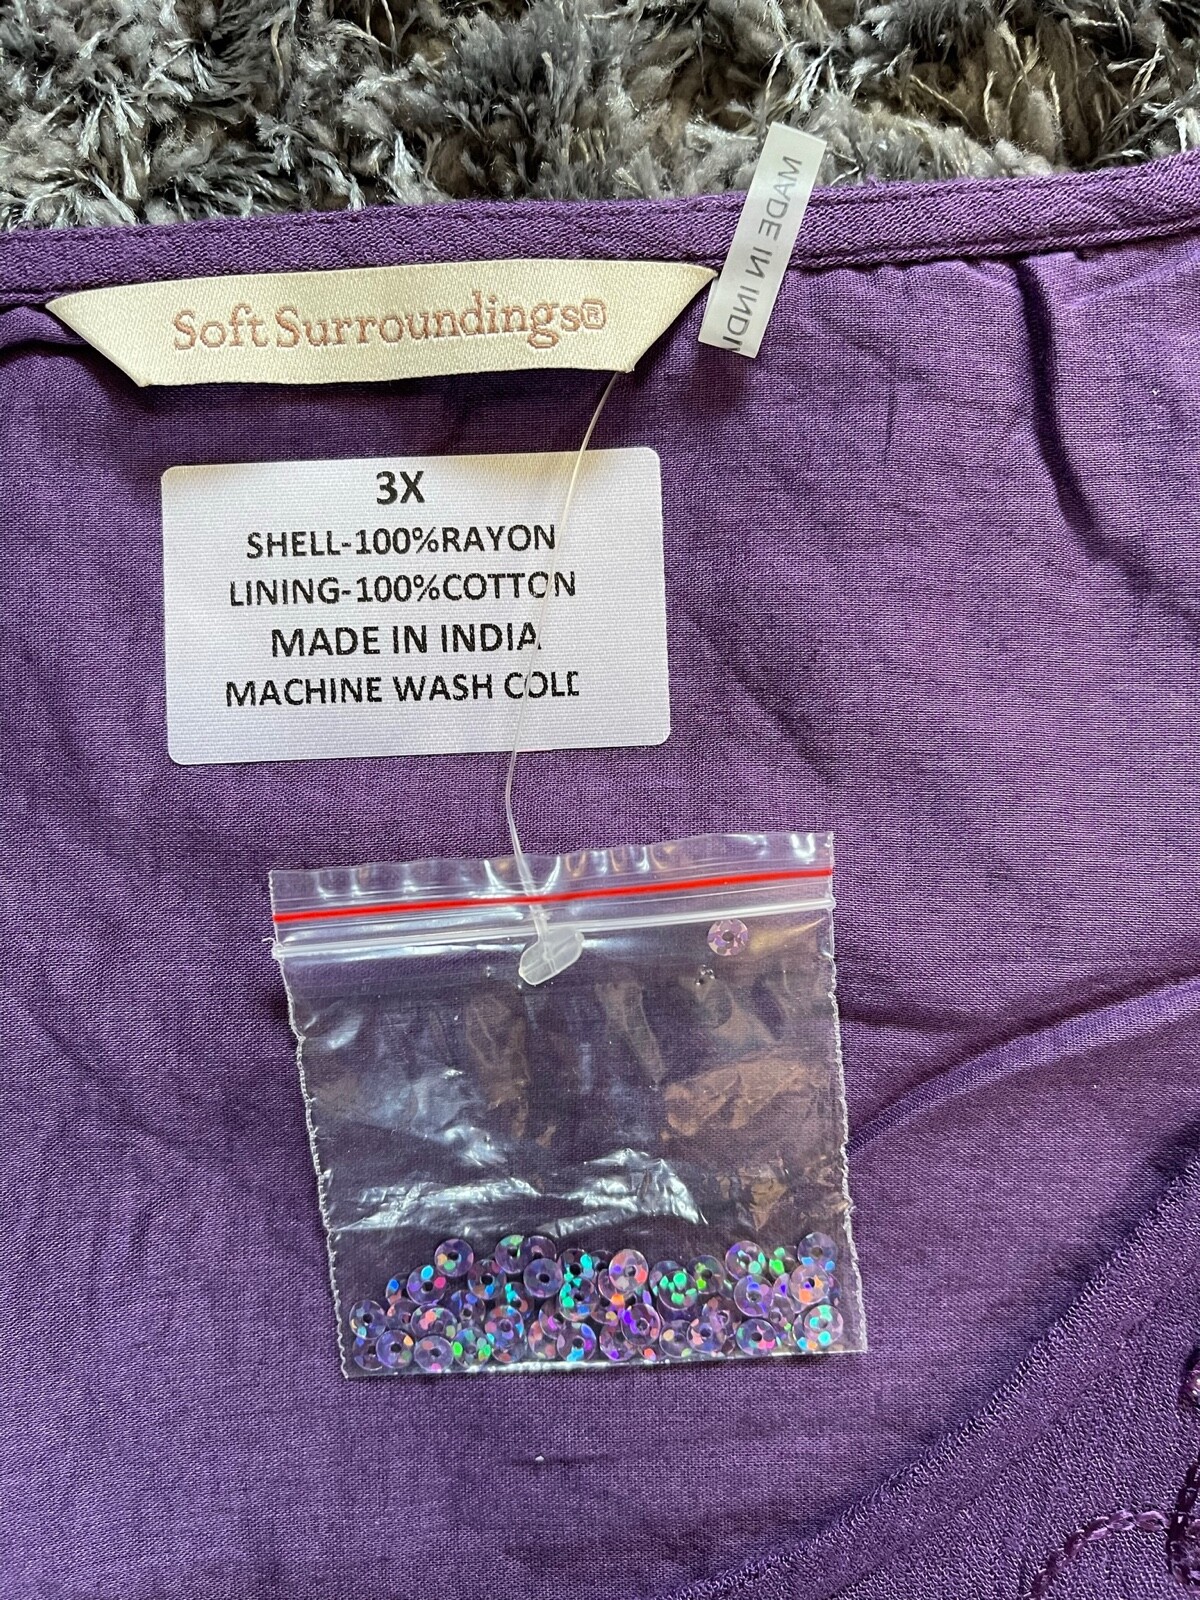 Soft Surroundings®
MADE IN INDI
3X
SHELL-100%RAYON
LINING-100%COTTON
MADE IN INDIA
MACHINE WASH COLD